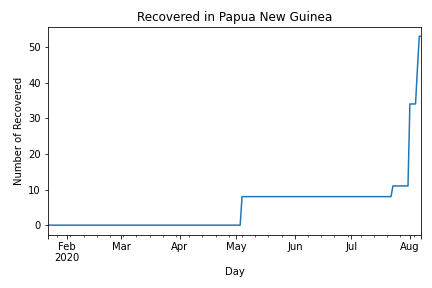 Recovered in Papua New Guinea
Number of Recovered
50
40
30
20
10
0
Feb Mar Apr May Jun Jul Aug
2020
Day